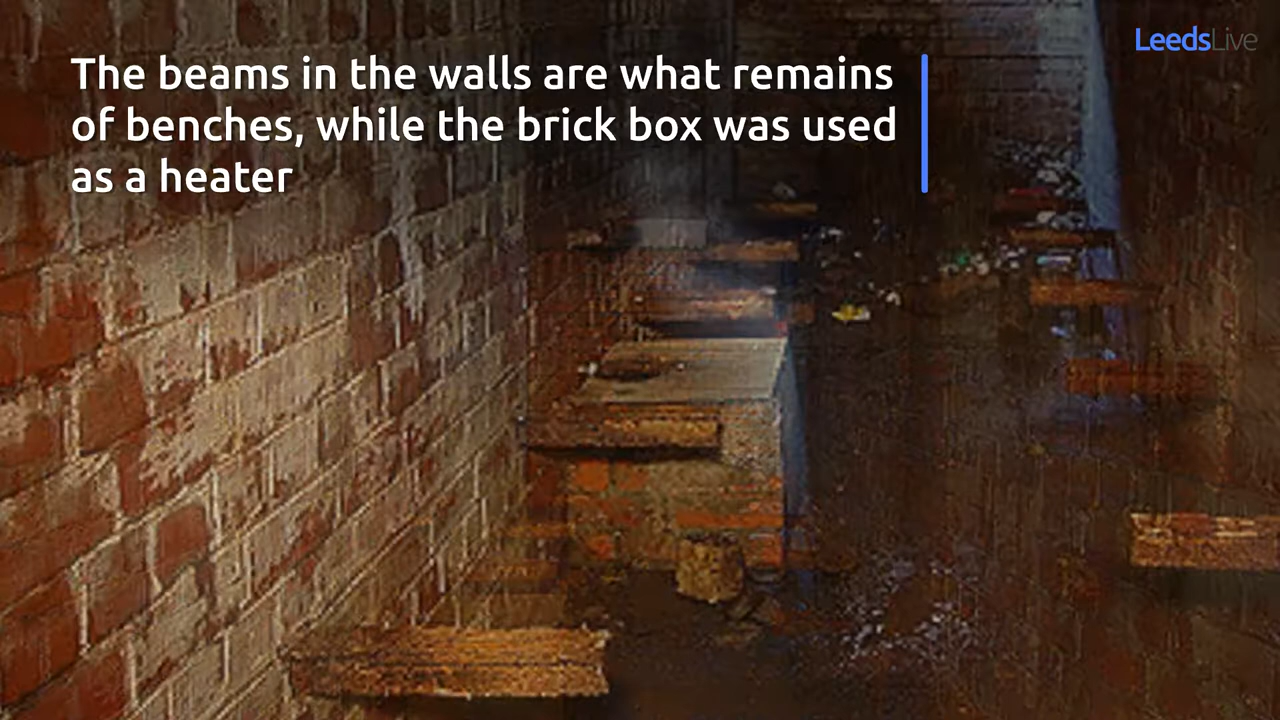 LeedsLive
The beams in the walls are what remains
of benches, while the brick box was used
as a heater